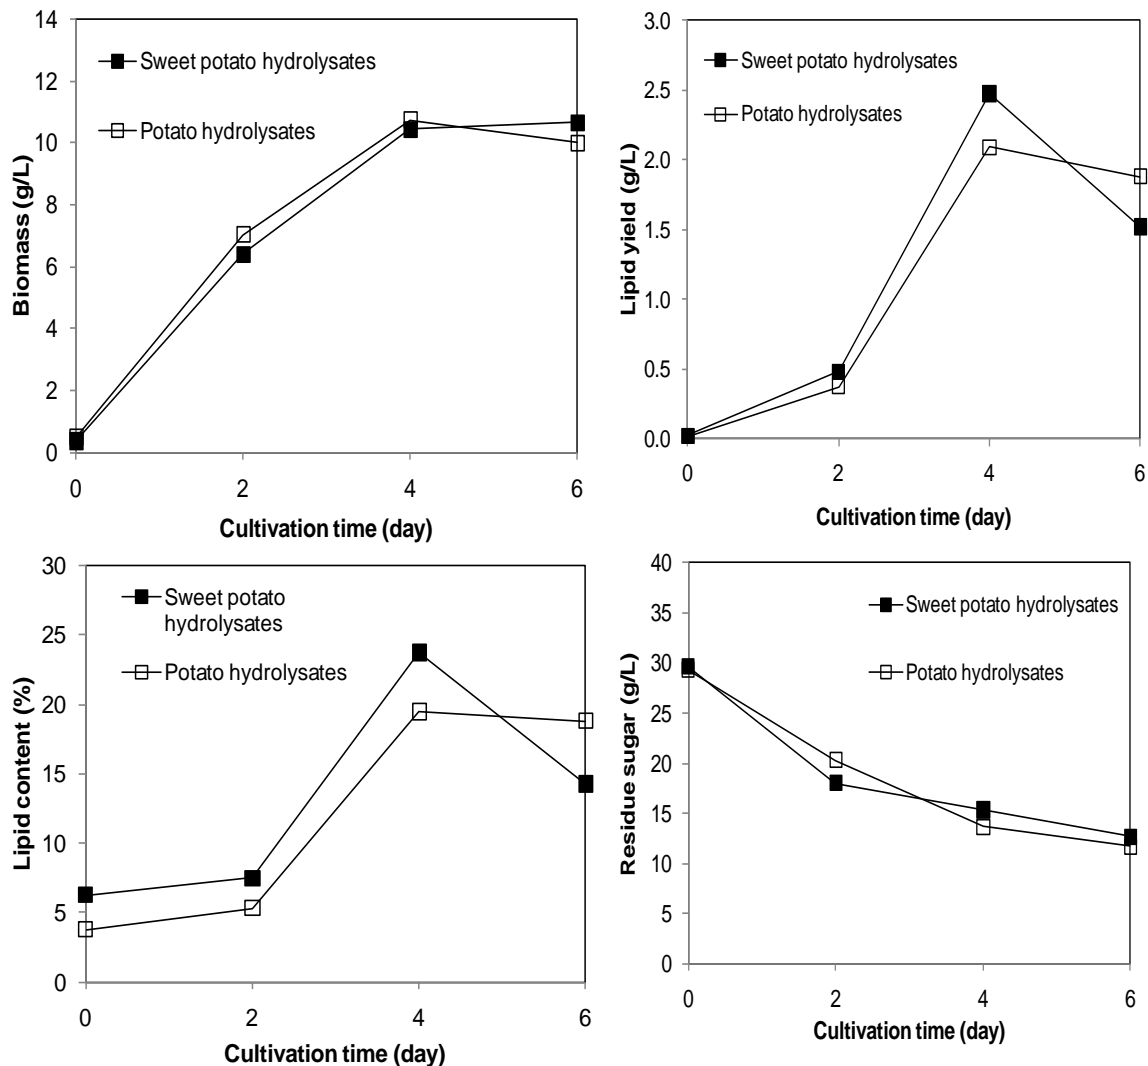 Biomass (g/L)
14
12
10
8
6
4
2
0
Sweet potato hydrolysates
Potato hydrolysates
0 2 4 6
Cultivation time (day)
Lipid yield (g/L)
3.0
2.5
2.0
1.5
1.0
0.5
0.0
Sweet potato hydrolysates
Potato hydrolysates
0 2 4 6
Cultivation time (day)
Lipid content (%)
30
25
20
15
10
5
0
Sweet potato
hydrolysates
Potato hydrolysates
0 2 4 6
Cultivation time (day)
Residue sugar (g/L)
40
35
30
25
20
15
10
5
0
Sweet potato hydrolysates
Potato hydrolysates
0 2 4 6
Cultivation time (day)